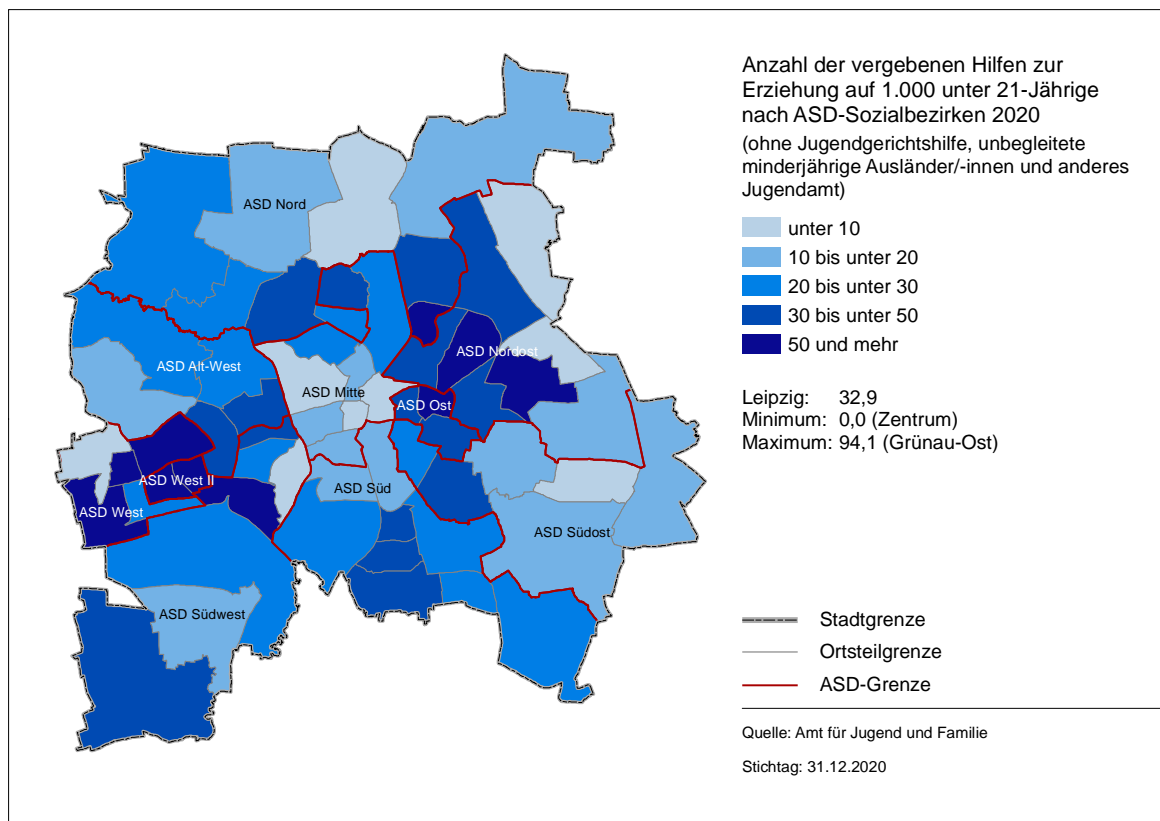 Anzahl der vergebenen Hilfen zur
Erziehung auf 1.000 unter 21-Jährige
nach ASD-Sozialbezirken 2020
(ohne Jugendgerichtshilfe, unbegleitete
minderjährige Ausländer/-innen und anderes
Jugendamt)
unter 10
10 bis unter 20
20 bis unter 30
30 bis unter 50
50 und mehr
Leipzig: 32,9
Minimum: 0,0 (Zentrum)
Maximum: 94,1 (Grünau-Ost)
ASD Nord
ASD Alt-West
ASD Nordost
ASD Mitte
ASD Ost
ASD West II
ASD Süd
ASD West
ASD Südost
ASD Südwest
Stadtgrenze
Ortsteilgrenze
ASD-Grenze
Quelle: Amt für Jugend und Familie
Stichtag: 31.12.2020